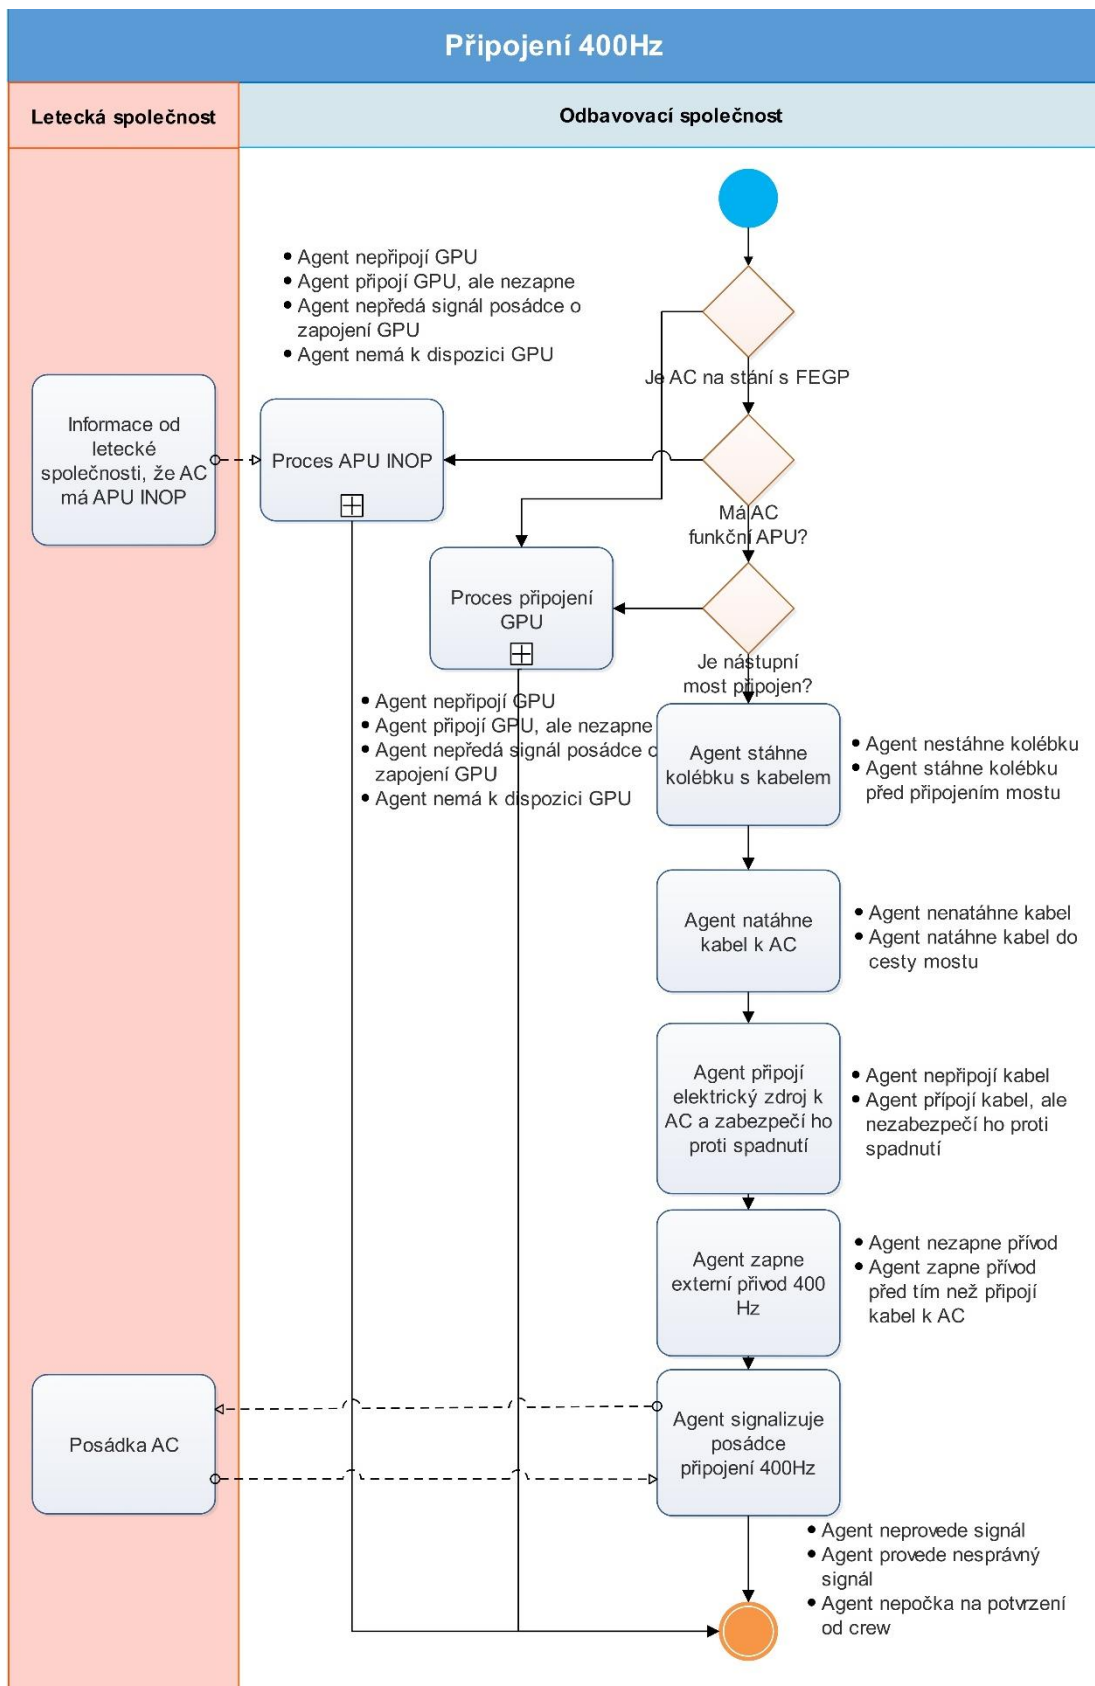 Připojení 400Hz
Letecká společnost
Odbavovací společnost
• Agent nepřipojí GPU
• Agent připojí GPU, ale nezapne
• Agent nepředá signál posádce o
zapojení GPU
• Agent nemá k dispozici GPU
Je AC na stání s FEGP
Informace od
letecké
společnosti, že AC
má APU INOP
Proces APU INOP
Má AC
funkční APU?
Proces připojení
GPU
Je nástupní
most připojen?
• Agent nepřipojí GPU
• Agent připojí GPU, ale nezapne
• Agent nepředá signál posádce o
zapojení GPU
• Agent nemá k dispozici GPU
Agent stáhne
kolébku s kabelem
• Agent nestáhne kolébku
• Agent stáhne kolébku
před připojením mostu
Agent natáhne
kabel k AC
• Agent nenatáhne kabel
• Agent natáhne kabel do
cesty mostu
Agent připojí
elektrický zdroj k
AC a zabezpečí ho
proti spadnutí
• Agent nepřipojí kabel
• Agent přípojí kabel, ale
nezabezpečí ho proti
spadnutí
Agent zapne
externí přivod 400
Hz
• Agent nezapne přívod
• Agent zapne přívod
před tím než připojí
kabel k AC
Posádka AC
Agent signalizuje
posádce
připojení 400Hz
• Agent neprovede signál
• Agent provede nesprávný
signál
• Agent nepočka na potvrzení
od crew